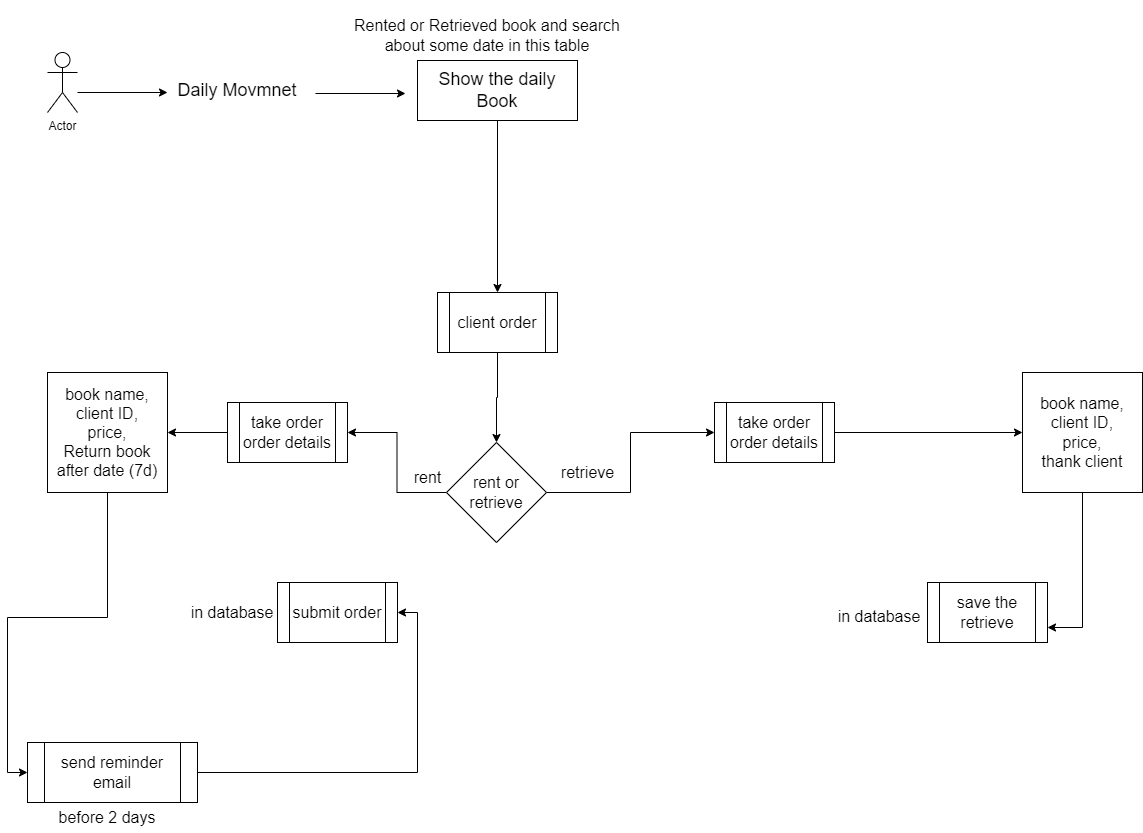 Rented or Retrieved book and search
about some date in this table
Show the daily
Book
Daily Movmnet
Actor
client order
book name,
client ID,
price,
Return book
after date (7d)
take order
order details
rent
rent or
retrieve
retrieve
take order
order details
book name,
client ID,
price,
thank client
in database
submit order
in database
save the
retrieve
send reminder
email
before 2 days